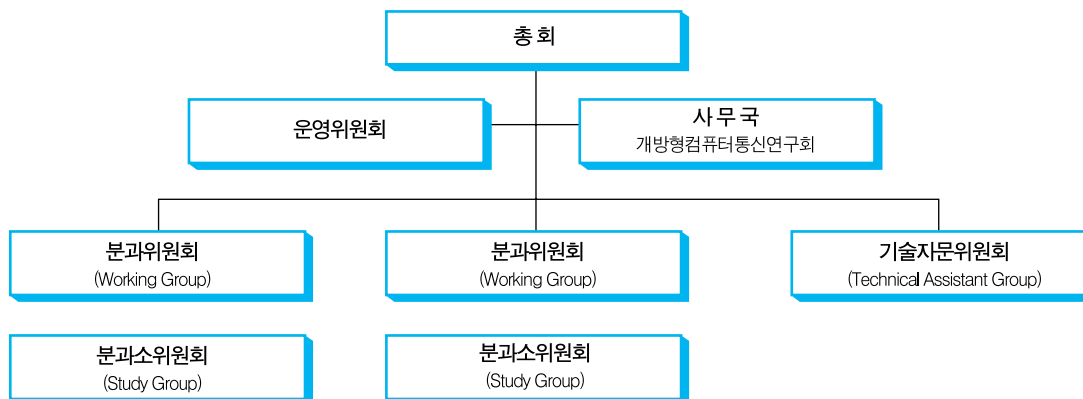 총 회
운영위원회
사 무 국
개방형컴퓨터통신연구회
분과위원회
(Working Group)
분과위원회
(Working Group)
기술자문위원회
(Technical Assistant Group)
분과소위원회
(Study Group)
분과소위원회
(Study Group)